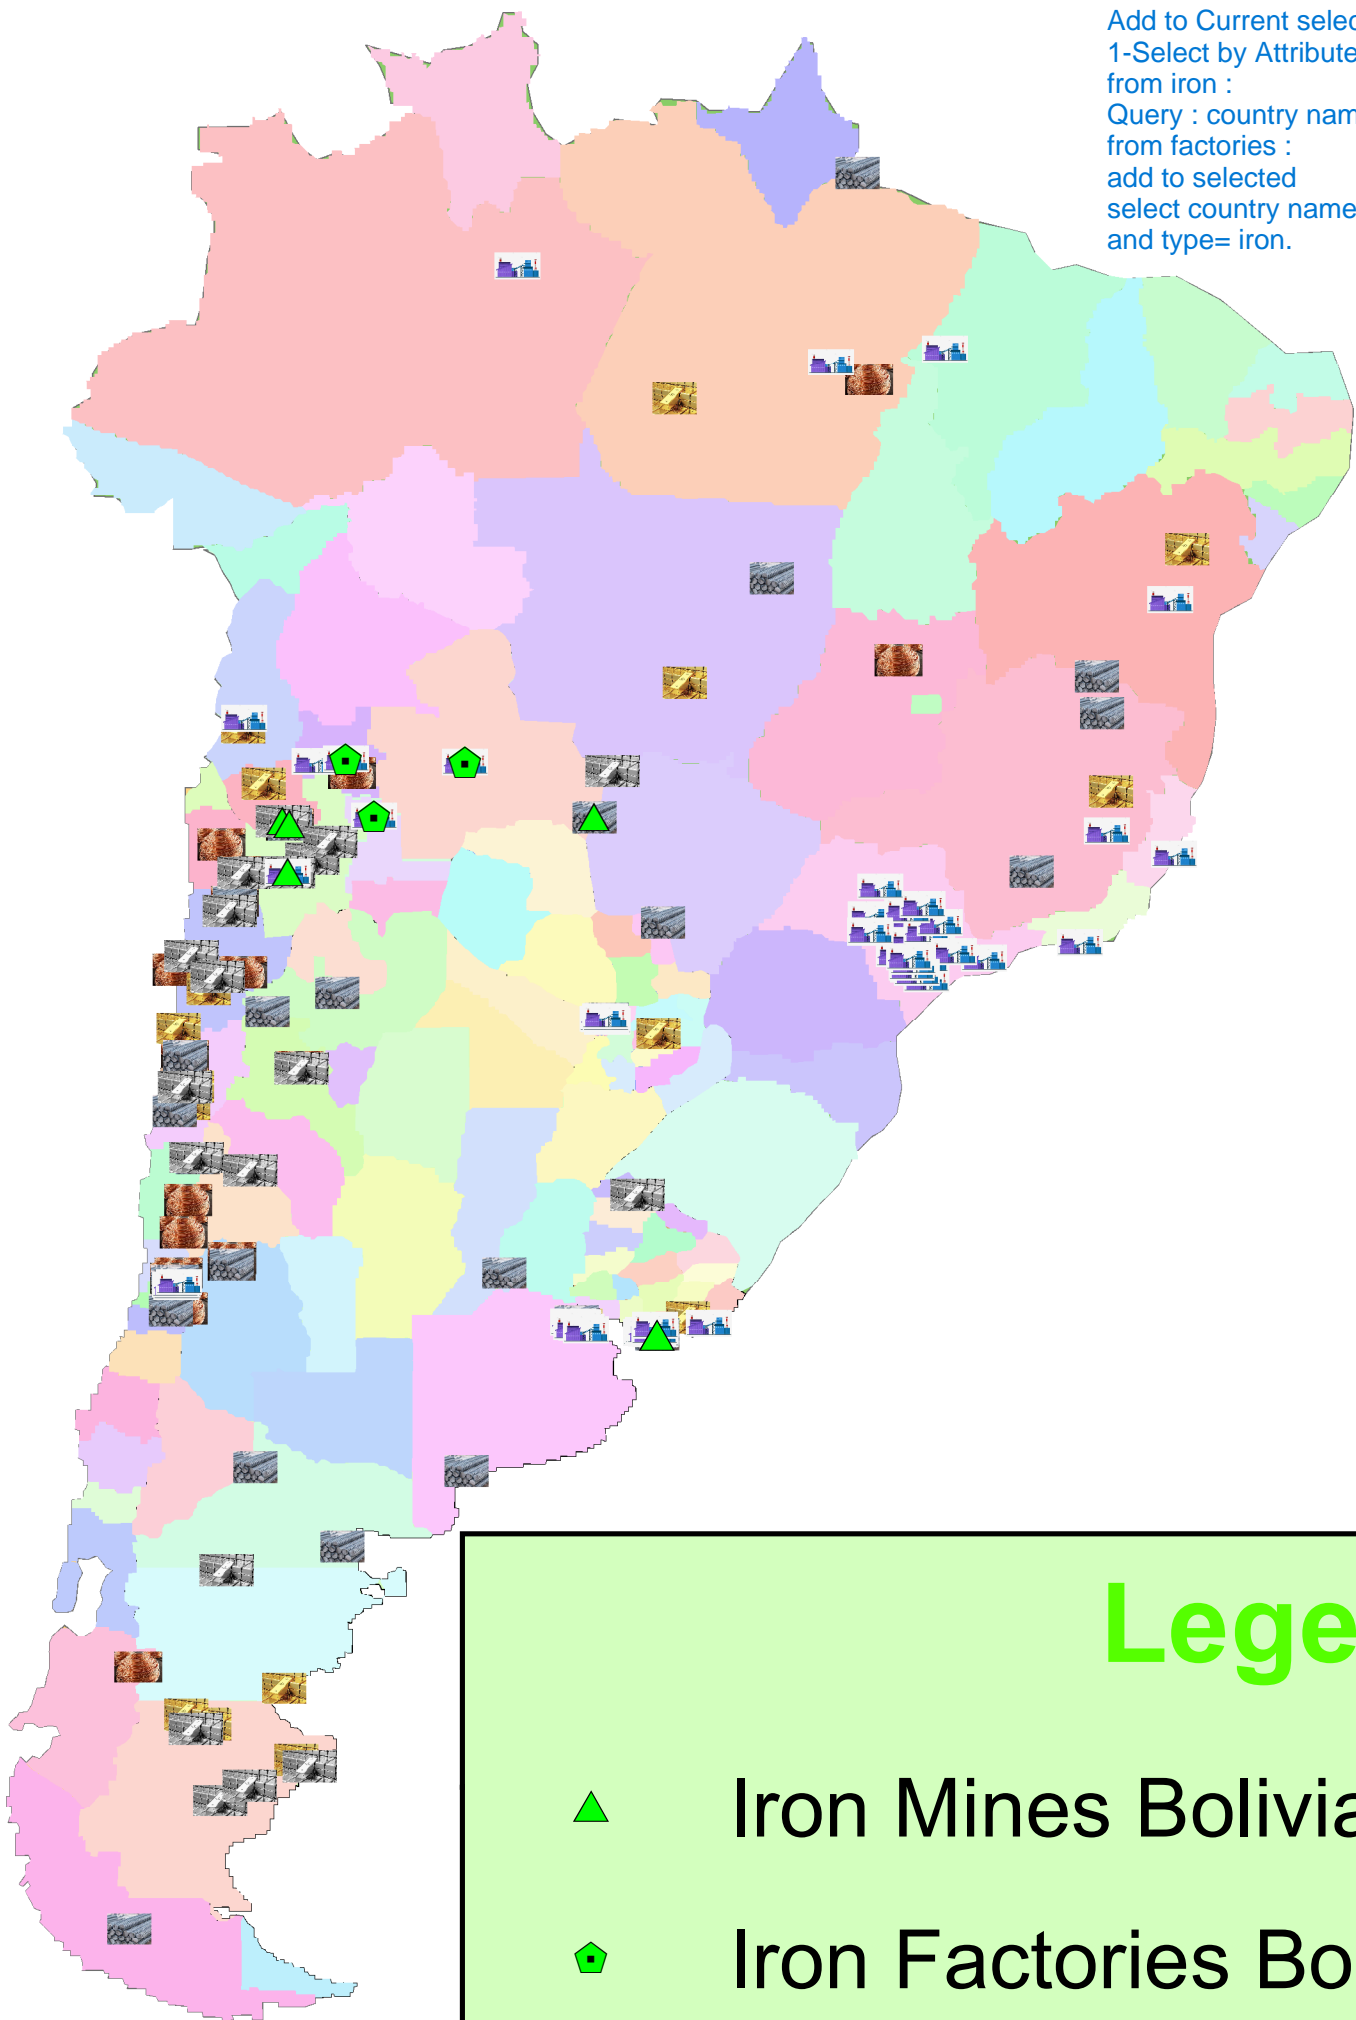 Add to Current selec
1-Select by Attribute
from iron :
Query : country nam
from factories :
add to selected
select country name
and type= iron.
Lege
Iron Mines Bolivia
Iron Factories Bo